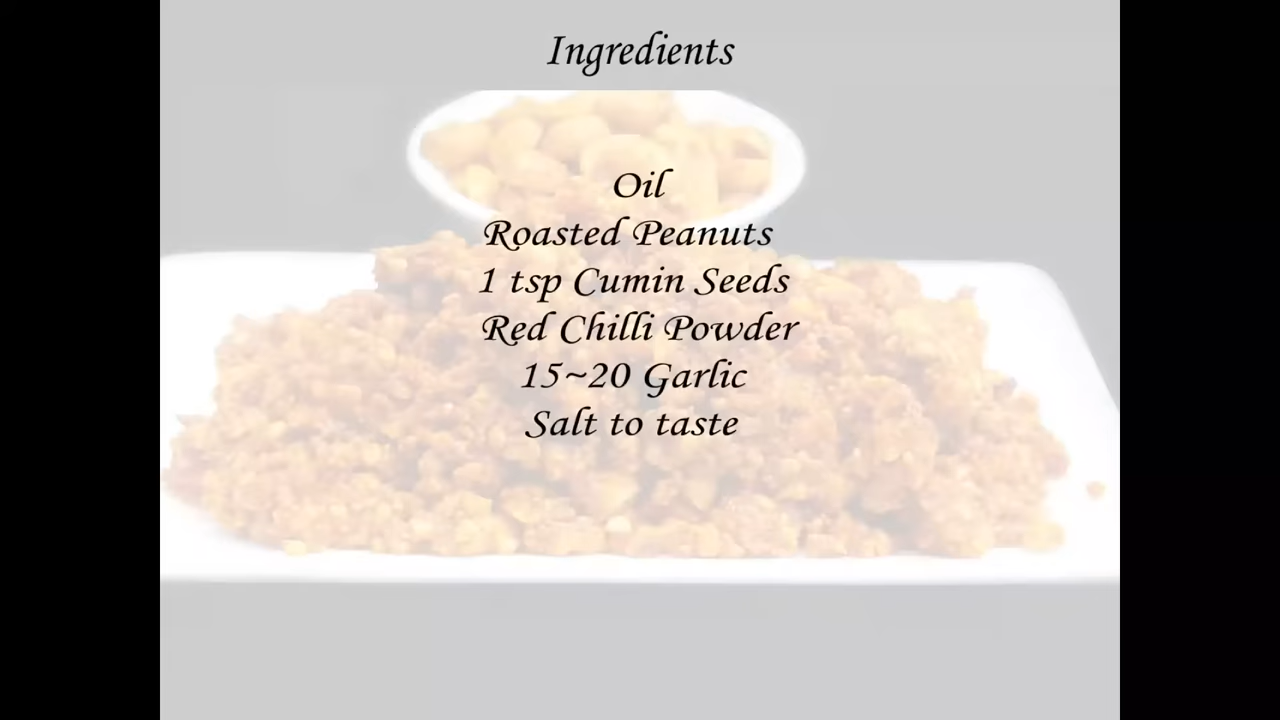 Ingredients
Oil
Roasted Peanuts
1 tsp Cumin Seeds
Red Chilli Powder
15~20 Garlic
Salt to taste